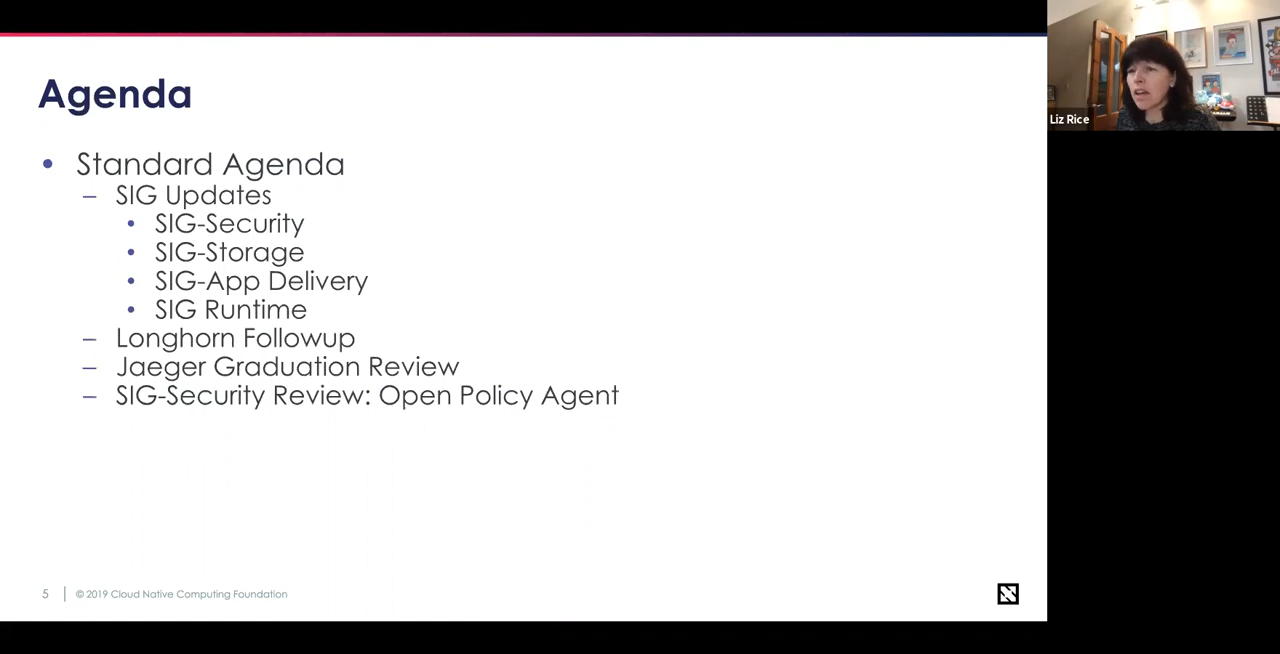 Agenda
• Standard Agenda
– SIG Updates
• SIG-Security
• SIG-Storage
• SIG-App Delivery
• SIG Runtime
– Longhorn Followup
– Jaeger Graduation Review
– SIG-Security Review: Open Policy Agent
5 | © 2019 Cloud Native Computing Foundation
Liz Rice